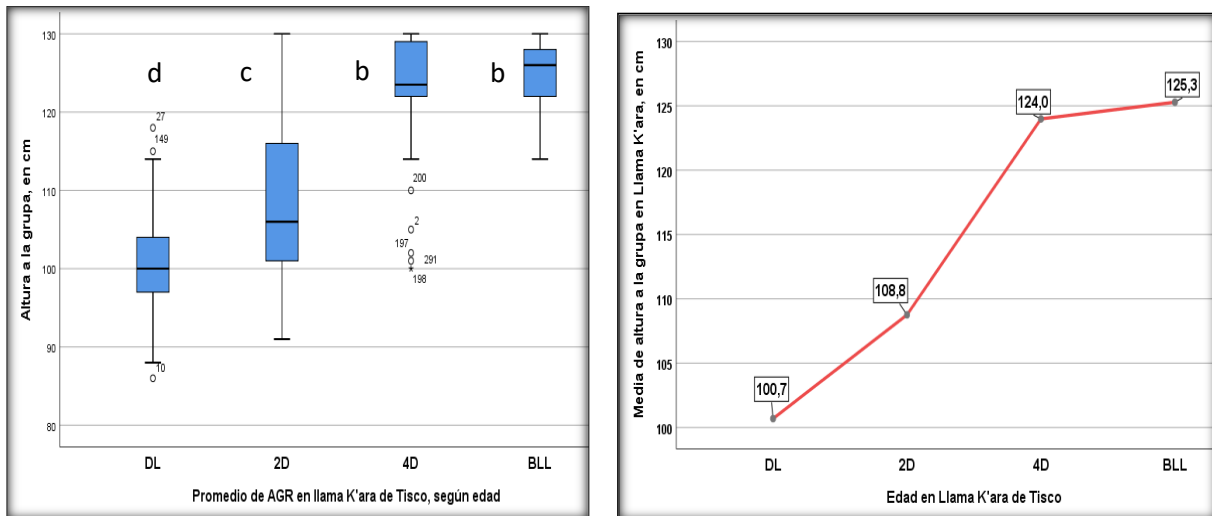 Altura a la grupa, en cm
130
120
110
100
90
80
d
c
b
b
27
149
10
200
2
197
291
198
DL
2D
4D
BLL
Promedio de AGR en llama K'ara de Tisco, según edad
Media de altura a la grupa en Llama K'ara, en cm
130
125
120
115
110
105
100
100,7
108,8
124,0
125,3
DL
2D
4D
BLL
Edad en Llama K'ara de Tisco